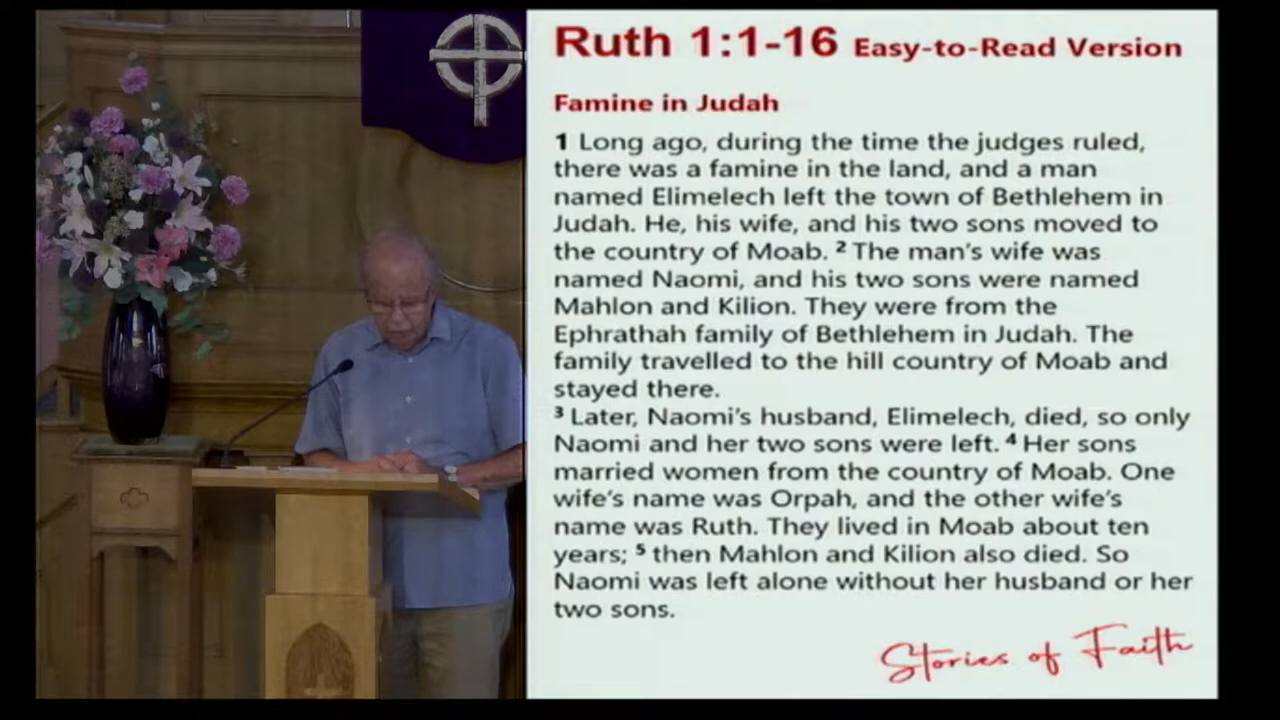 Ruth 1:1-16 Easy-to-Read Version
Famine in Judah
1 Long ago, during the time the judges ruled,
there was a famine in the land, and a man
named Elimelech left the town of Bethlehem in
Judah. He, his wife, and his two sons moved to
the country of Moab. 2 The man's wife was
named Naomi, and his two sons were named
Mahlon and Kilion. They were from the
Ephrathah family of Bethlehem in Judah. The
family travelled to the hill country of Moab and
stayed there.
3 Later, Naomi's husband, Elimelech, died, so only
Naomi and her two sons were left. 4 Her sons
married women from the country of Moab. One
wife's name was Orpah, and the other wife's
name was Ruth. They lived in Moab about ten
years; 5 then Mahlon and Kilion also died. So
Naomi was left alone without her husband or her
two sons.
Stories of Faith